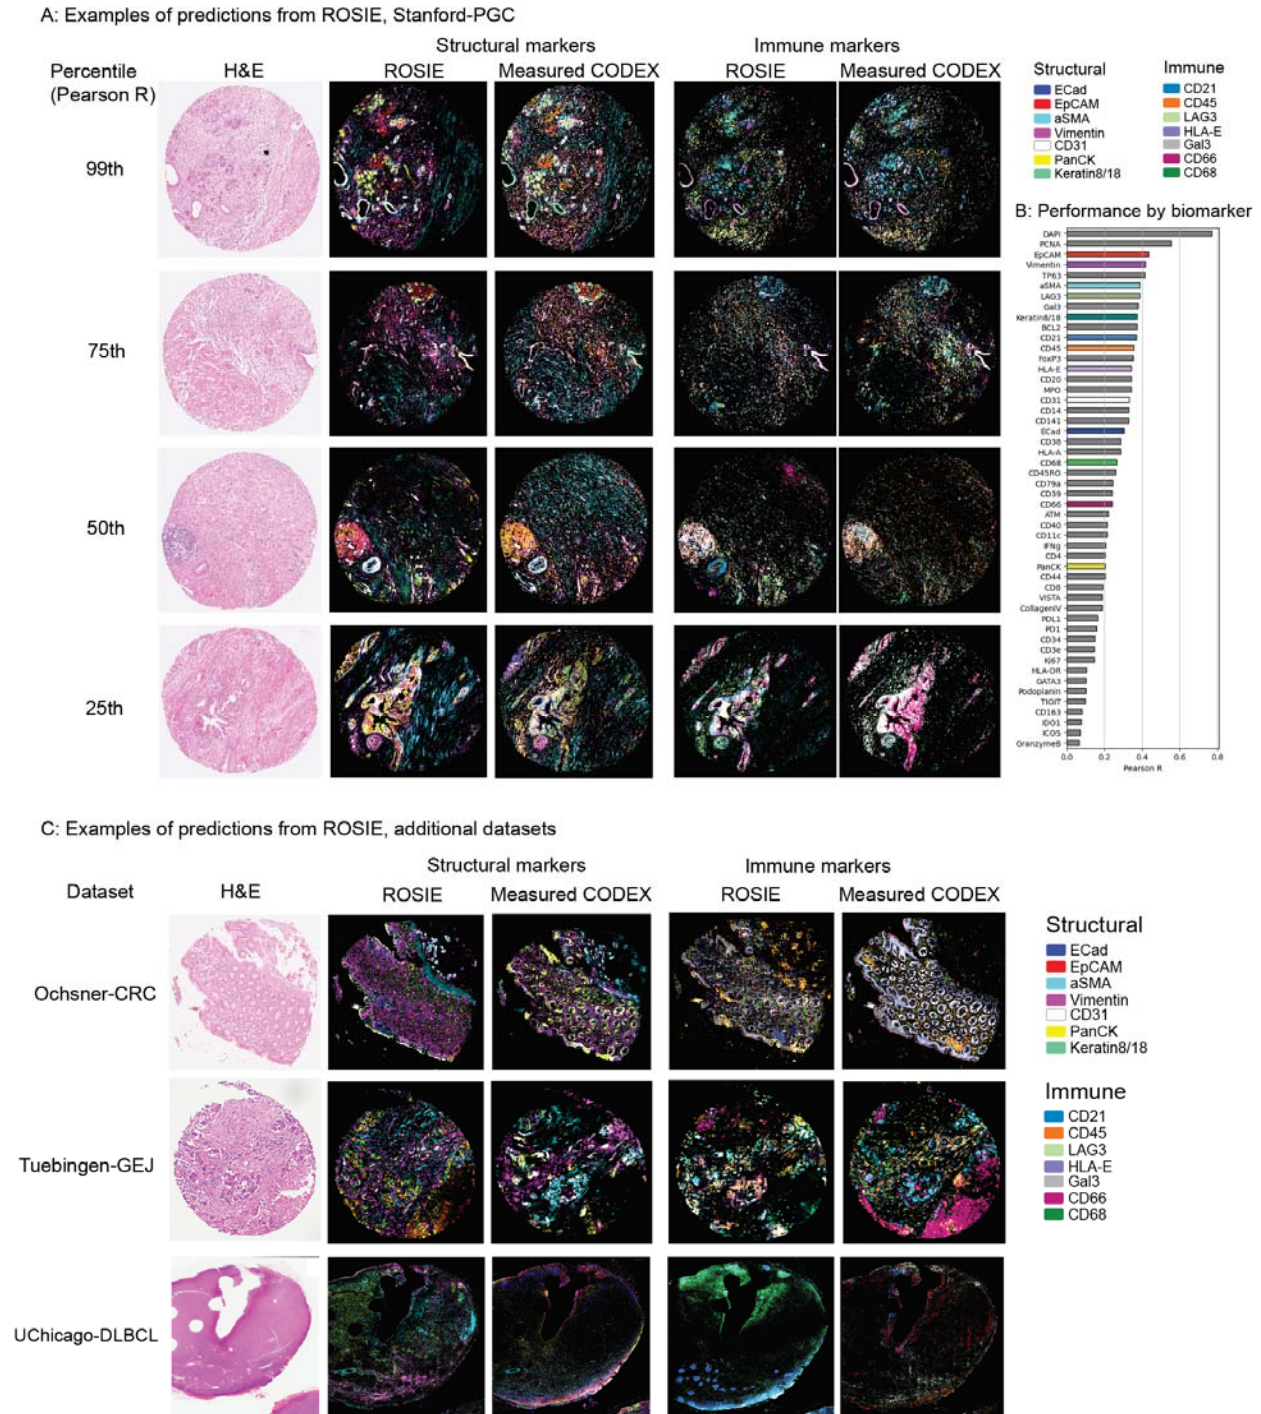 A: Examples of predictions from ROSIE, Stanford-PGC
Structural markers
Immune markers
Percentile
(Pearson R)
H&E
ROSIE
Measured CODEX
ROSIE
Measured CODEX
99th
75th
50th
25th
Structural
ECad
EpCAM
aSMA
Vimentin
CD31
PanCK
Keratin8/18
Immune
CD21
CD45
LAG3
HLA-E
Gal3
CD66
CD68
B: Performance by biomarker
DAPI
PCNA
EpCAM
Vimentin
TP63
aSMA
LAG3
Gal3
Keratin8/18
BCL2
CD21
CD45
FoxP3
HLA-E
CD20
MPO
CD31
CD14
CD141
ECad
CD38
HLA-A
CD68
CD45RO
CD79a
CD39
CD66
ATM
CD40
CD11c
IFNg
CD4
PanCK
CD44
CD8
VISTA
CollagenIV
PDL1
PD1
CD34
CD3e
Ki67
HLA-DR
GATA3
Podoplanin
TIGIT
CD163
IDO1
ICOS
GranzymeB
0.0 0.2 0.4 0.6 0.8
Pearson R
C: Examples of predictions from ROSIE, additional datasets
Structural markers
Immune markers
Dataset
H&E
ROSIE
Measured CODEX
ROSIE
Measured CODEX
Ochsner-CRC
Tuebingen-GEJ
UChicago-DLBCL
Structural
ECad
EpCAM
aSMA
Vimentin
CD31
PanCK
Keratin8/18
Immune
CD21
CD45
LAG3
HLA-E
Gal3
CD66
CD68